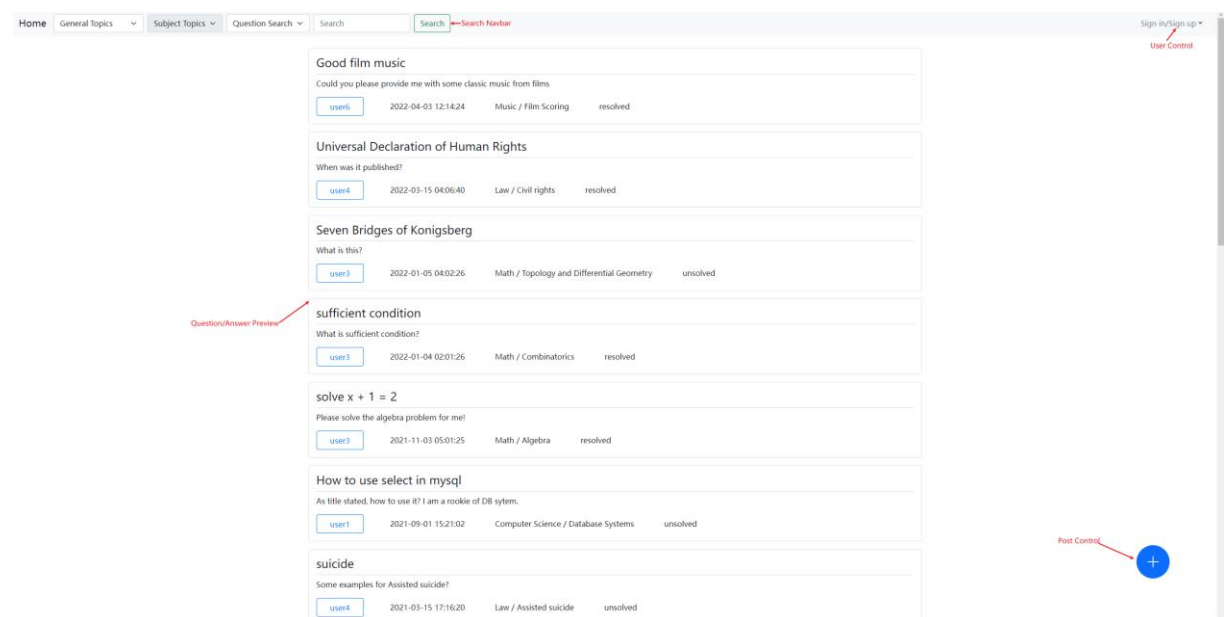 Home General Topics Subject Topics Question Search Search Search Search Navbar Sign in/Sign up
User Control
Good film music
Could you please provide me with some classic music from films
user6 2022-04-03 12:14:24 Music / Film Scoring resolved
Universal Declaration of Human Rights
When was it published?
user4 2022-03-15 04:06:40 Law / Civil rights resolved
Seven Bridges of Konigsberg
What is this?
user3 2022-01-05 04:02:26 Math / Topology and Differential Geometry unsolved
Question/Answer Preview
sufficient condition
What is sufficient condition?
user3 2022-01-04 02:01:26 Math / Combinatorics resolved
solve x + 1 = 2
Please solve the algebra problem for me!
user3 2021-11-03 05:01:25 Math / Algebra resolved
How to use select in mysql
As title stated, how to use it? I am a rookie of DB sytem.
user1 2021-09-01 15:21:02 Computer Science / Database Systems unsolved
Post Control
suicide
Some examples for Assisted suicide?
user4 2021-03-15 17:16:20 Law / Assisted suicide unsolved